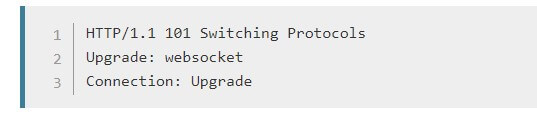 1 HTTP/1.1 101 Switching Protocols
2 Upgrade: websocket
3 Connection: Upgrade